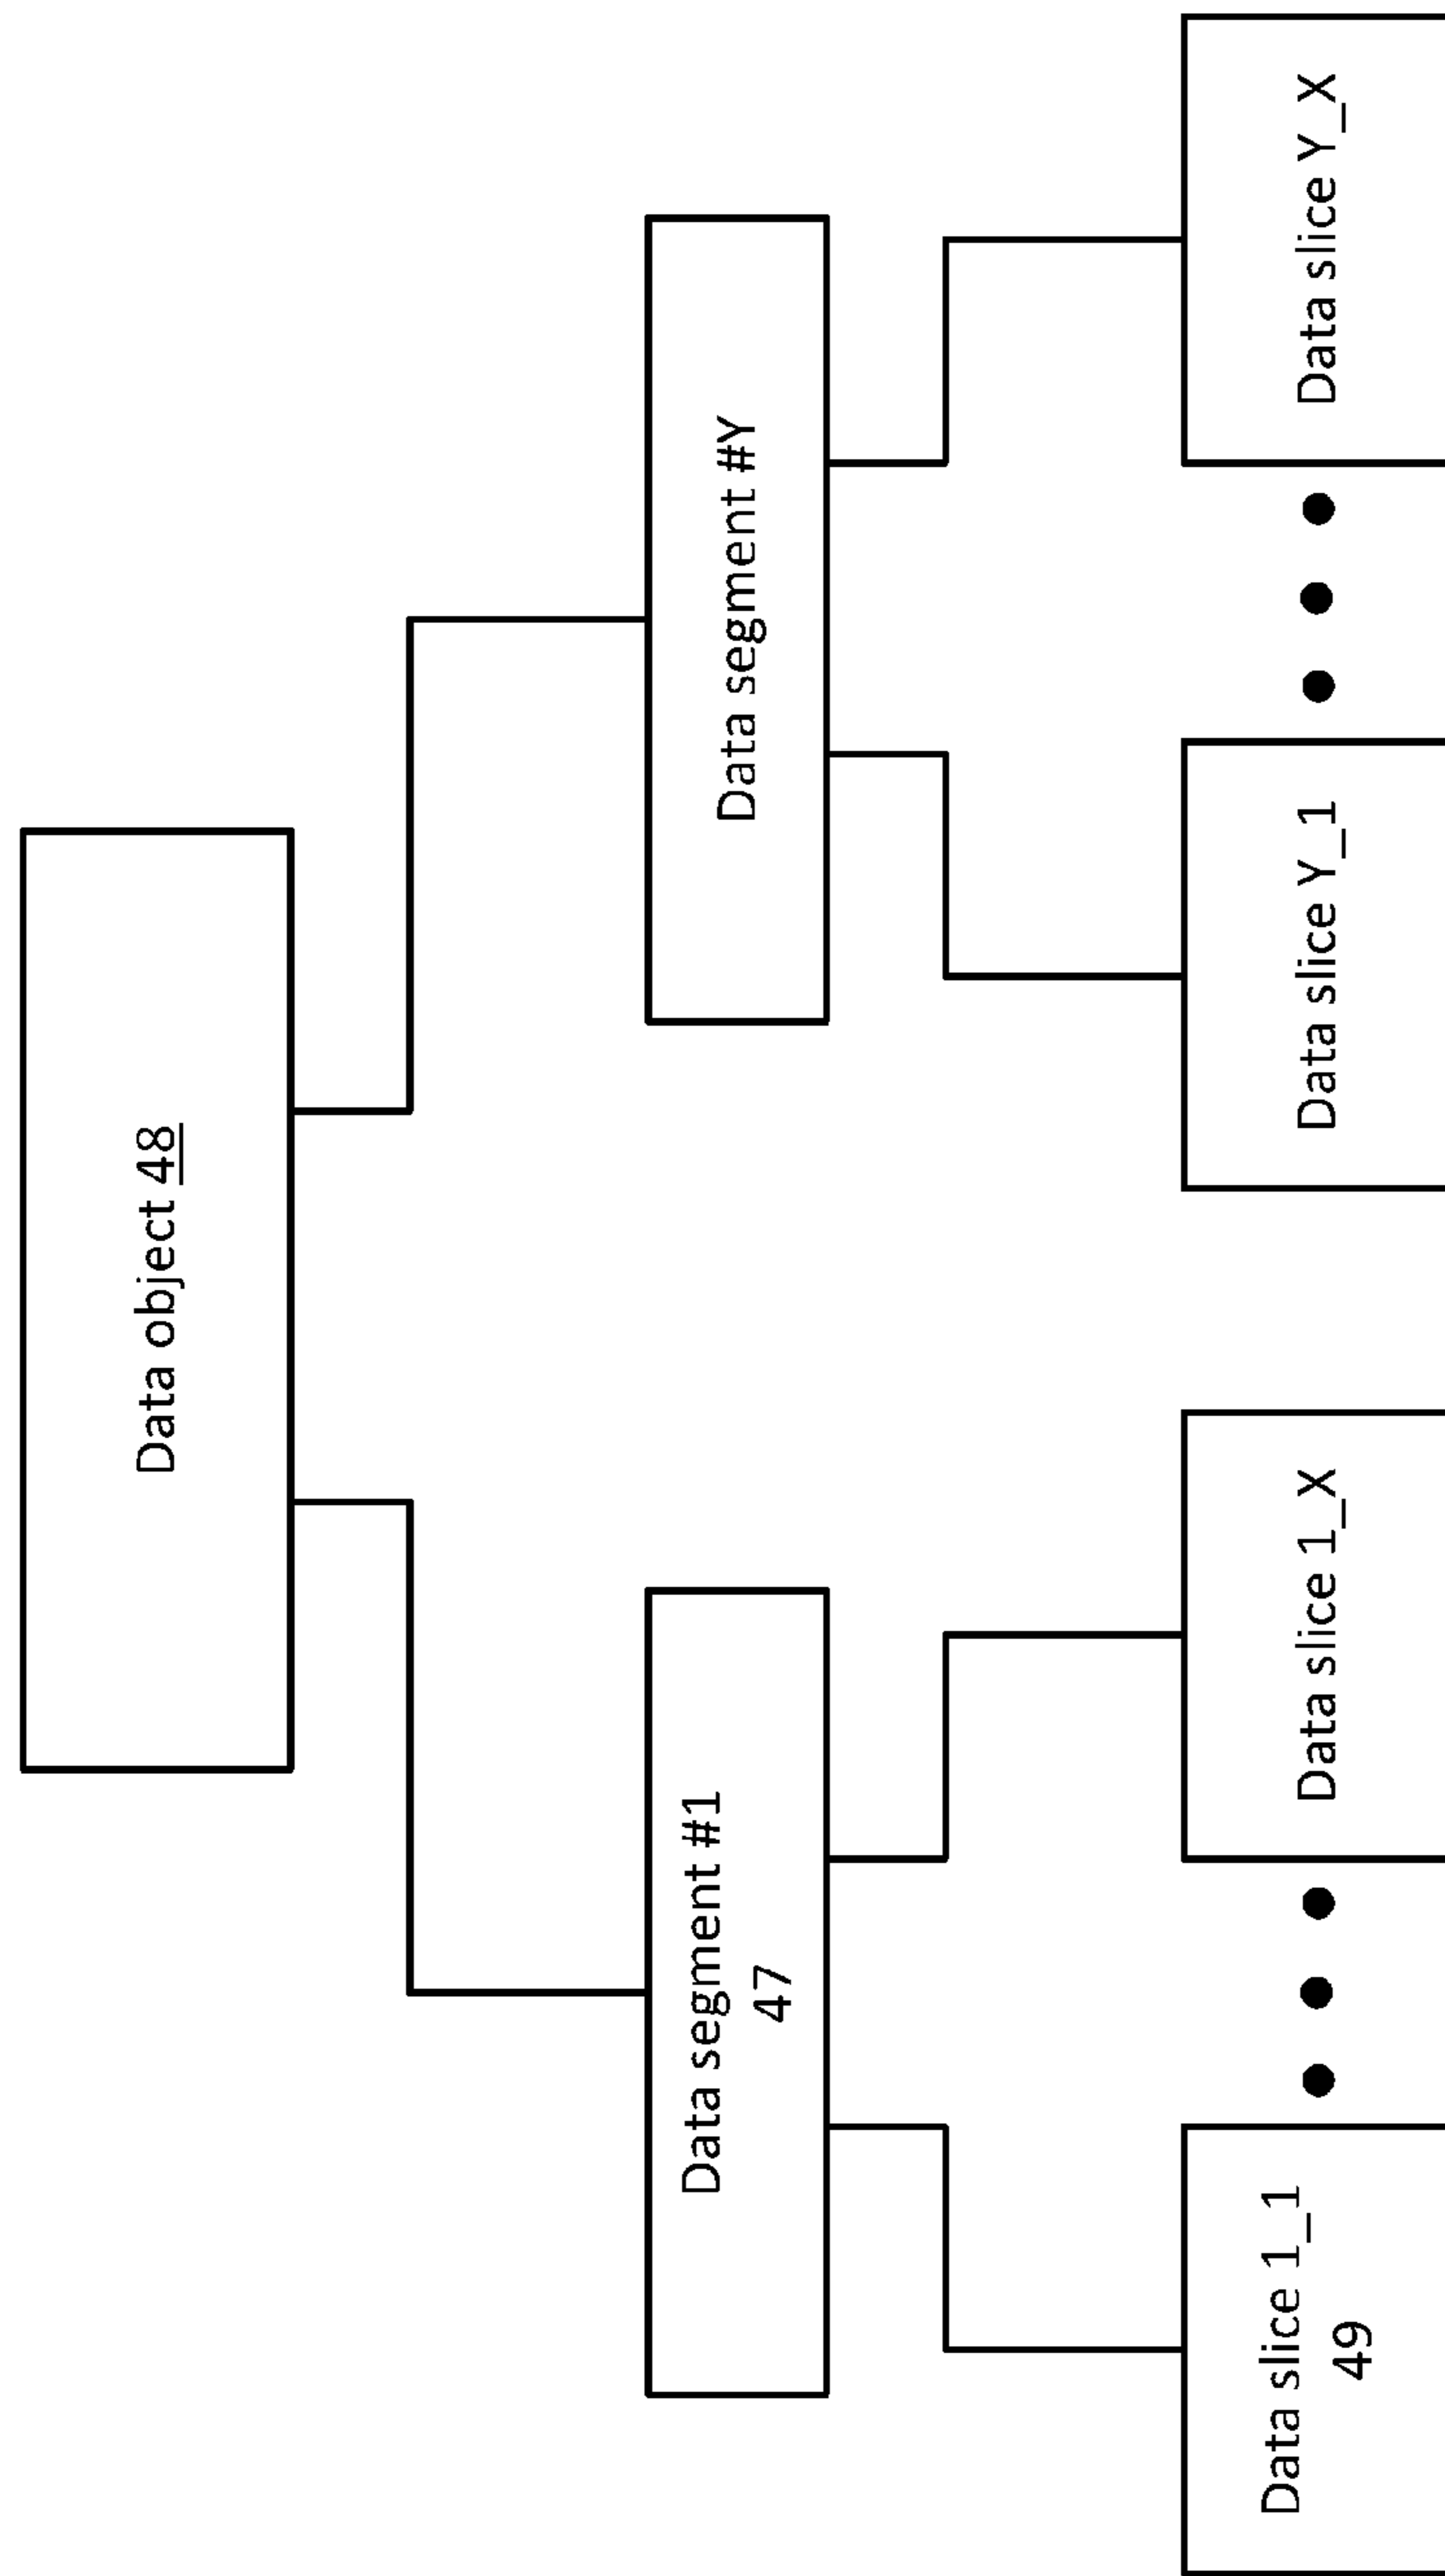 Data object 48
Data segment #1
47
Data segment #Y
Data slice 1_1
49
Data slice 1_X
Data slice Y_1
Data slice Y_X